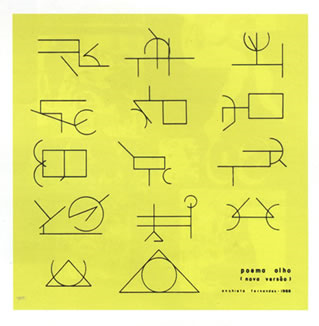 poema olho
(nova versão)
anchieta fernandes - 1968